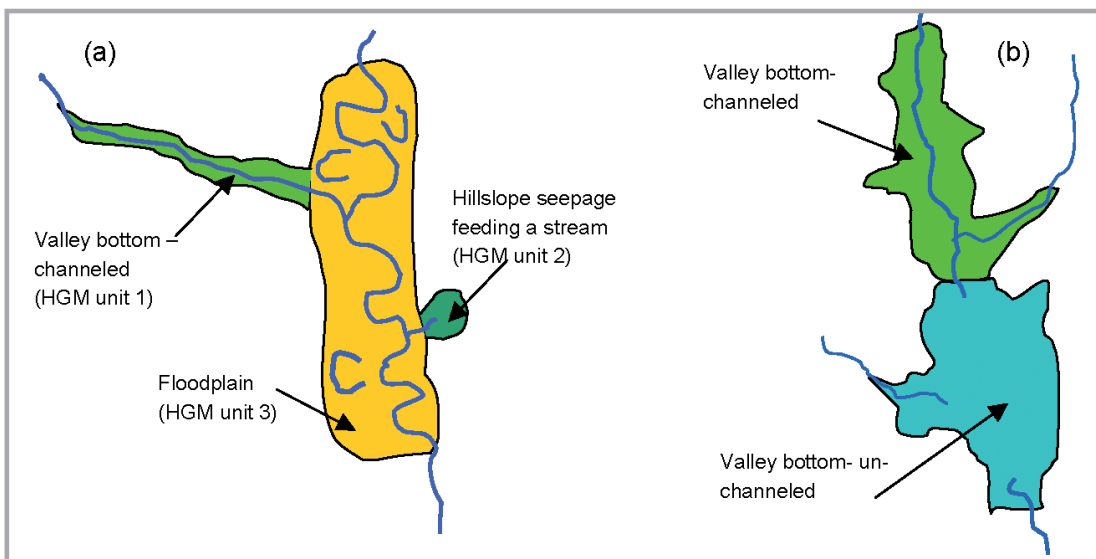 (a)
Valley bottom –
channeled
(HGM unit 1)
Hillslope seepage
feeding a stream
(HGM unit 2)
Floodplain
(HGM unit 3)
(b)
Valley bottom-
channeled
Valley bottom- un-
channeled